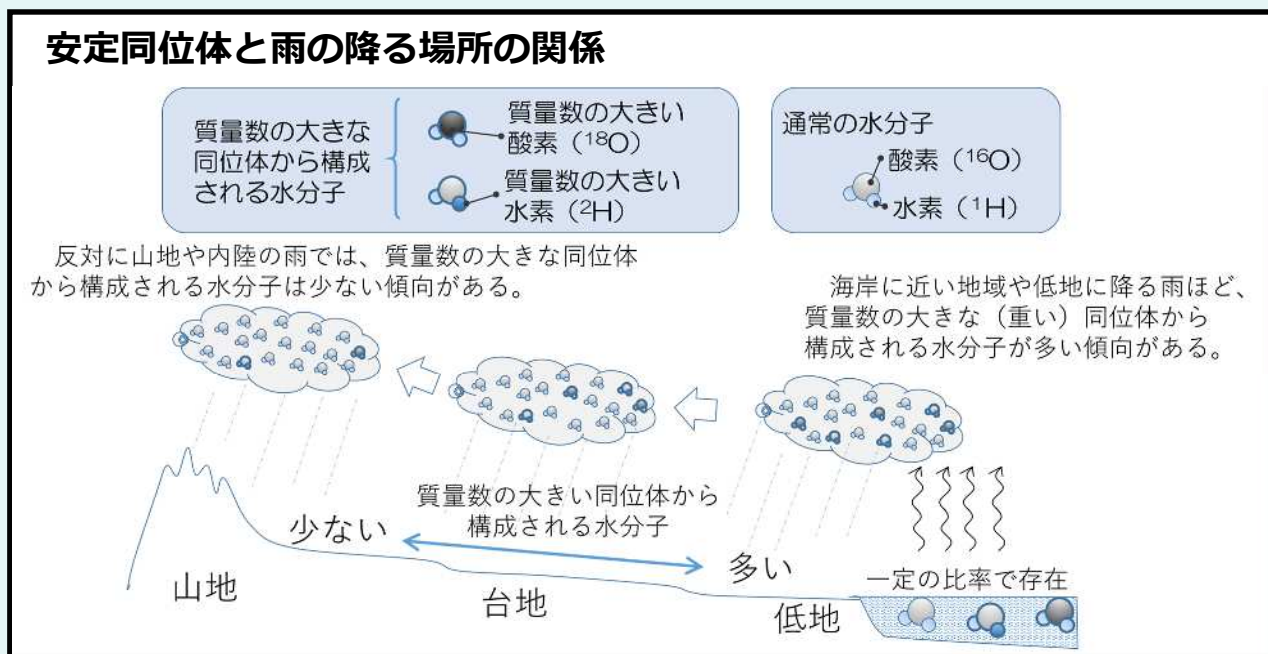 安定同位体と雨の降る場所の関係
質量数の大きな
同位体から構成
される水分子
質量数の大きい
酸素（¹⁸O）
質量数の大きい
水素（²H）
通常の水分子
酸素（¹⁶O）
水素（¹H）
反対に山地や内陸の雨では、質量数の大きな同位体
から構成される水分子は少ない傾向がある。
海岸に近い地域や低地に降る雨ほど、
質量数の大きな（重い）同位体から
構成される水分子が多い傾向がある。
質量数の大きい同位体から
構成される水分子
少ない
多い
一定の比率で存在
山地
台地
低地